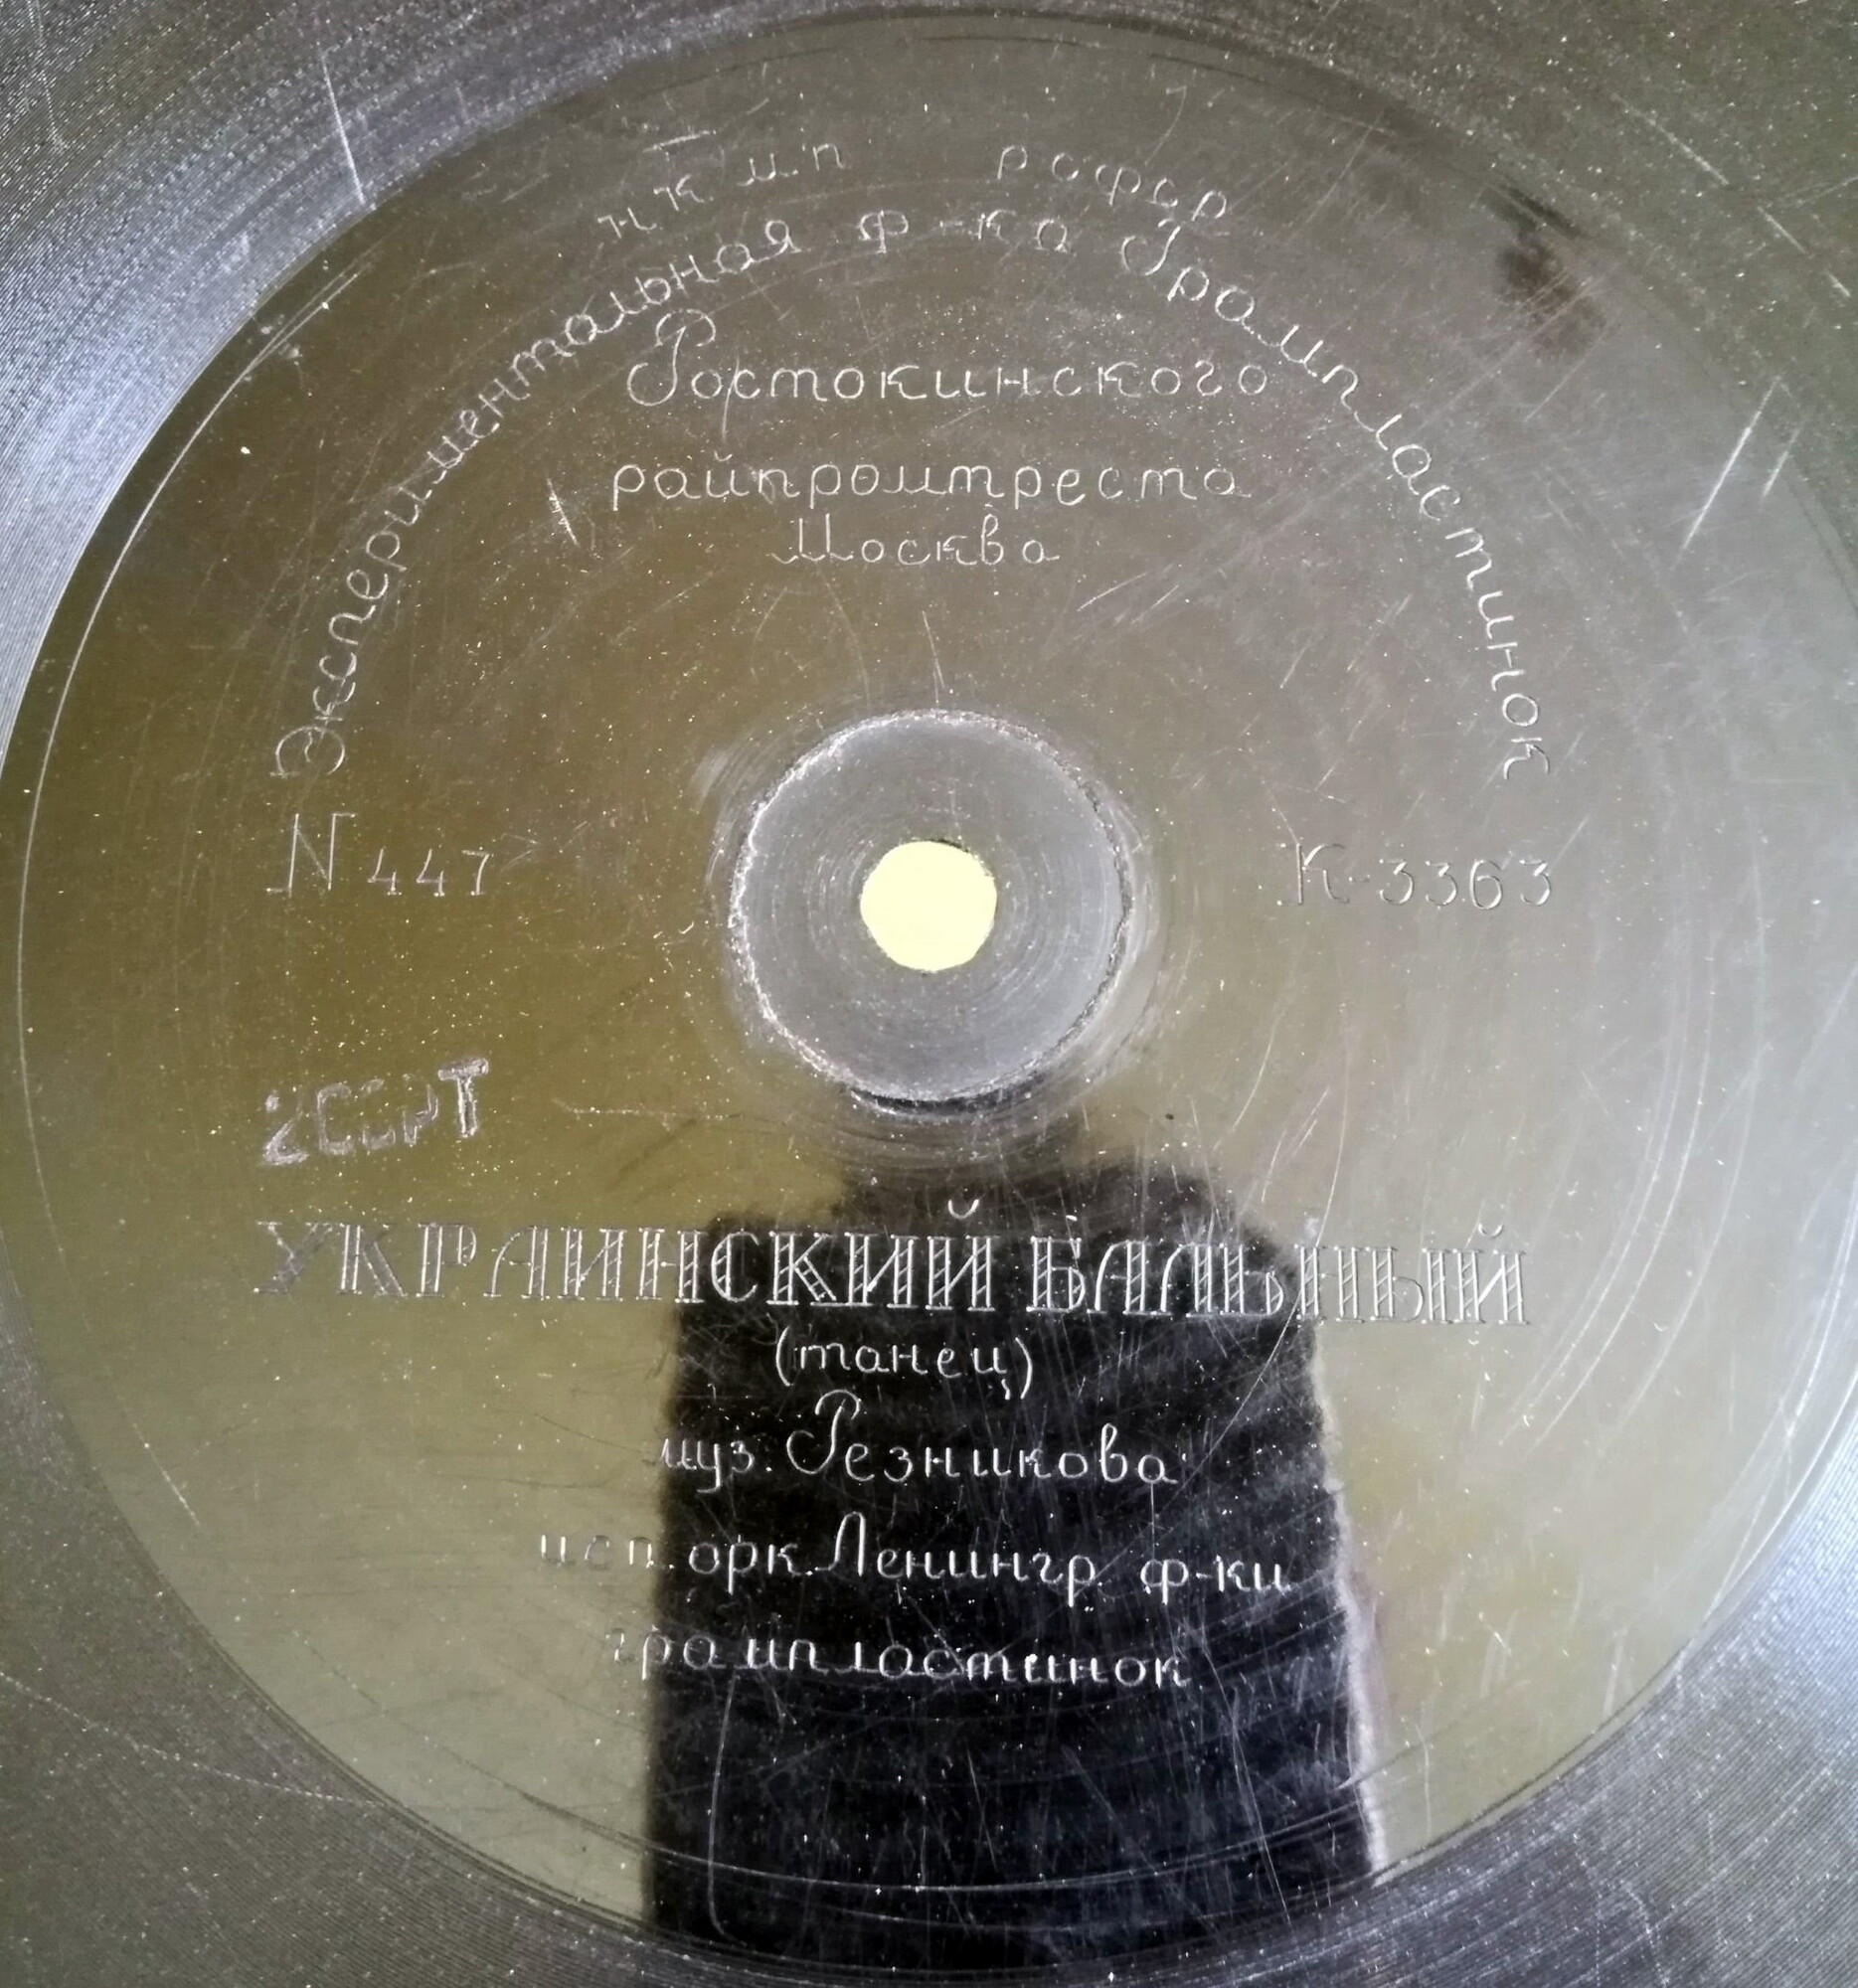 нкмп рсфср
Экспериментальная ф-ка Грампластинок
Ростокинского
райпромтреста
Москва
N 447
К-3363
2СорТ
УКРАИНСКИЙ БАЛЬНЫЙ
(танец)
муз. Резникова
исп. орк. Ленингр. ф-ки
грампластинок